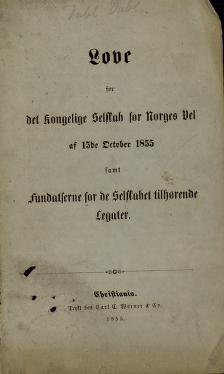 Love
for
det Kongelige Selskab for Norges Vel
af 15de October 1855
samt
Fundatserne for de Selskabet tilhørende
Legater.
Christiania.
Trykt hos Carl C. Werner & Co.
1855.